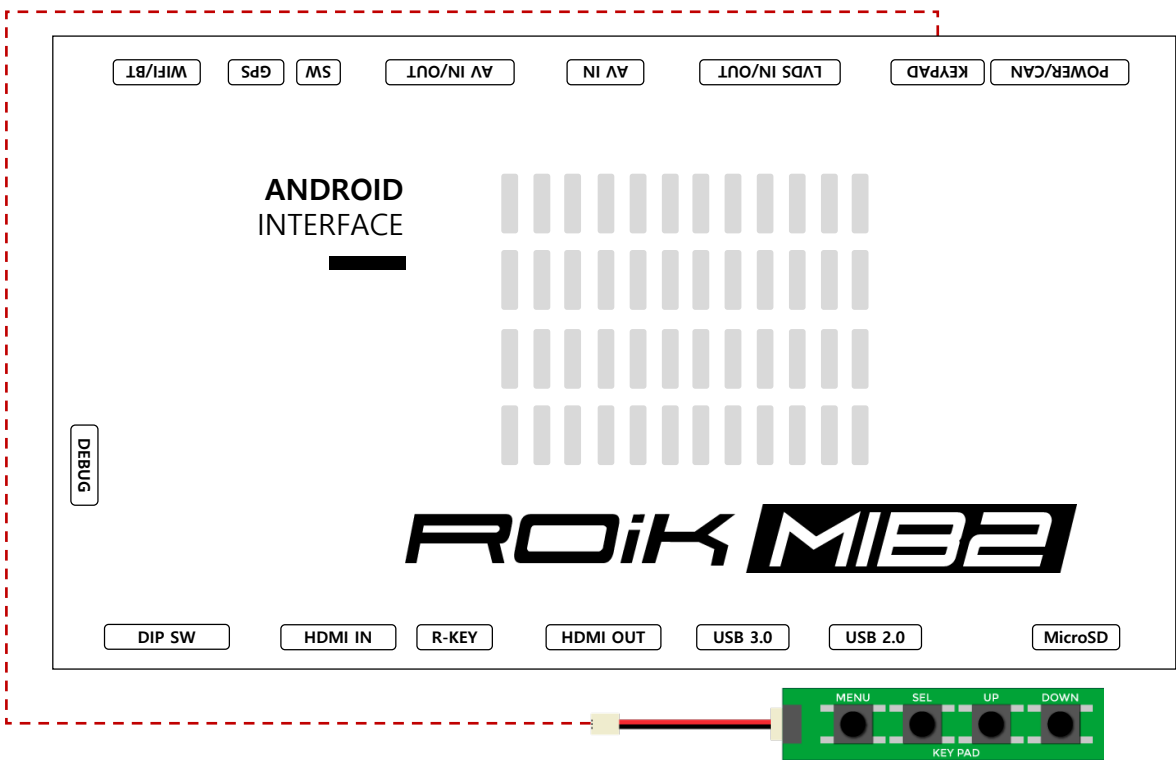 WIFI/BT
GPS
SW
AV IN/OUT
AV IN
LVDS IN/OUT
KEYPAD
POWER/CAN
ANDROID
INTERFACE
DEBUG
ROiK MIB2
DIP SW
HDMI IN
R-KEY
HDMI OUT
USB 3.0
USB 2.0
MicroSD
MENU
SEL
UP
DOWN
KEY PAD